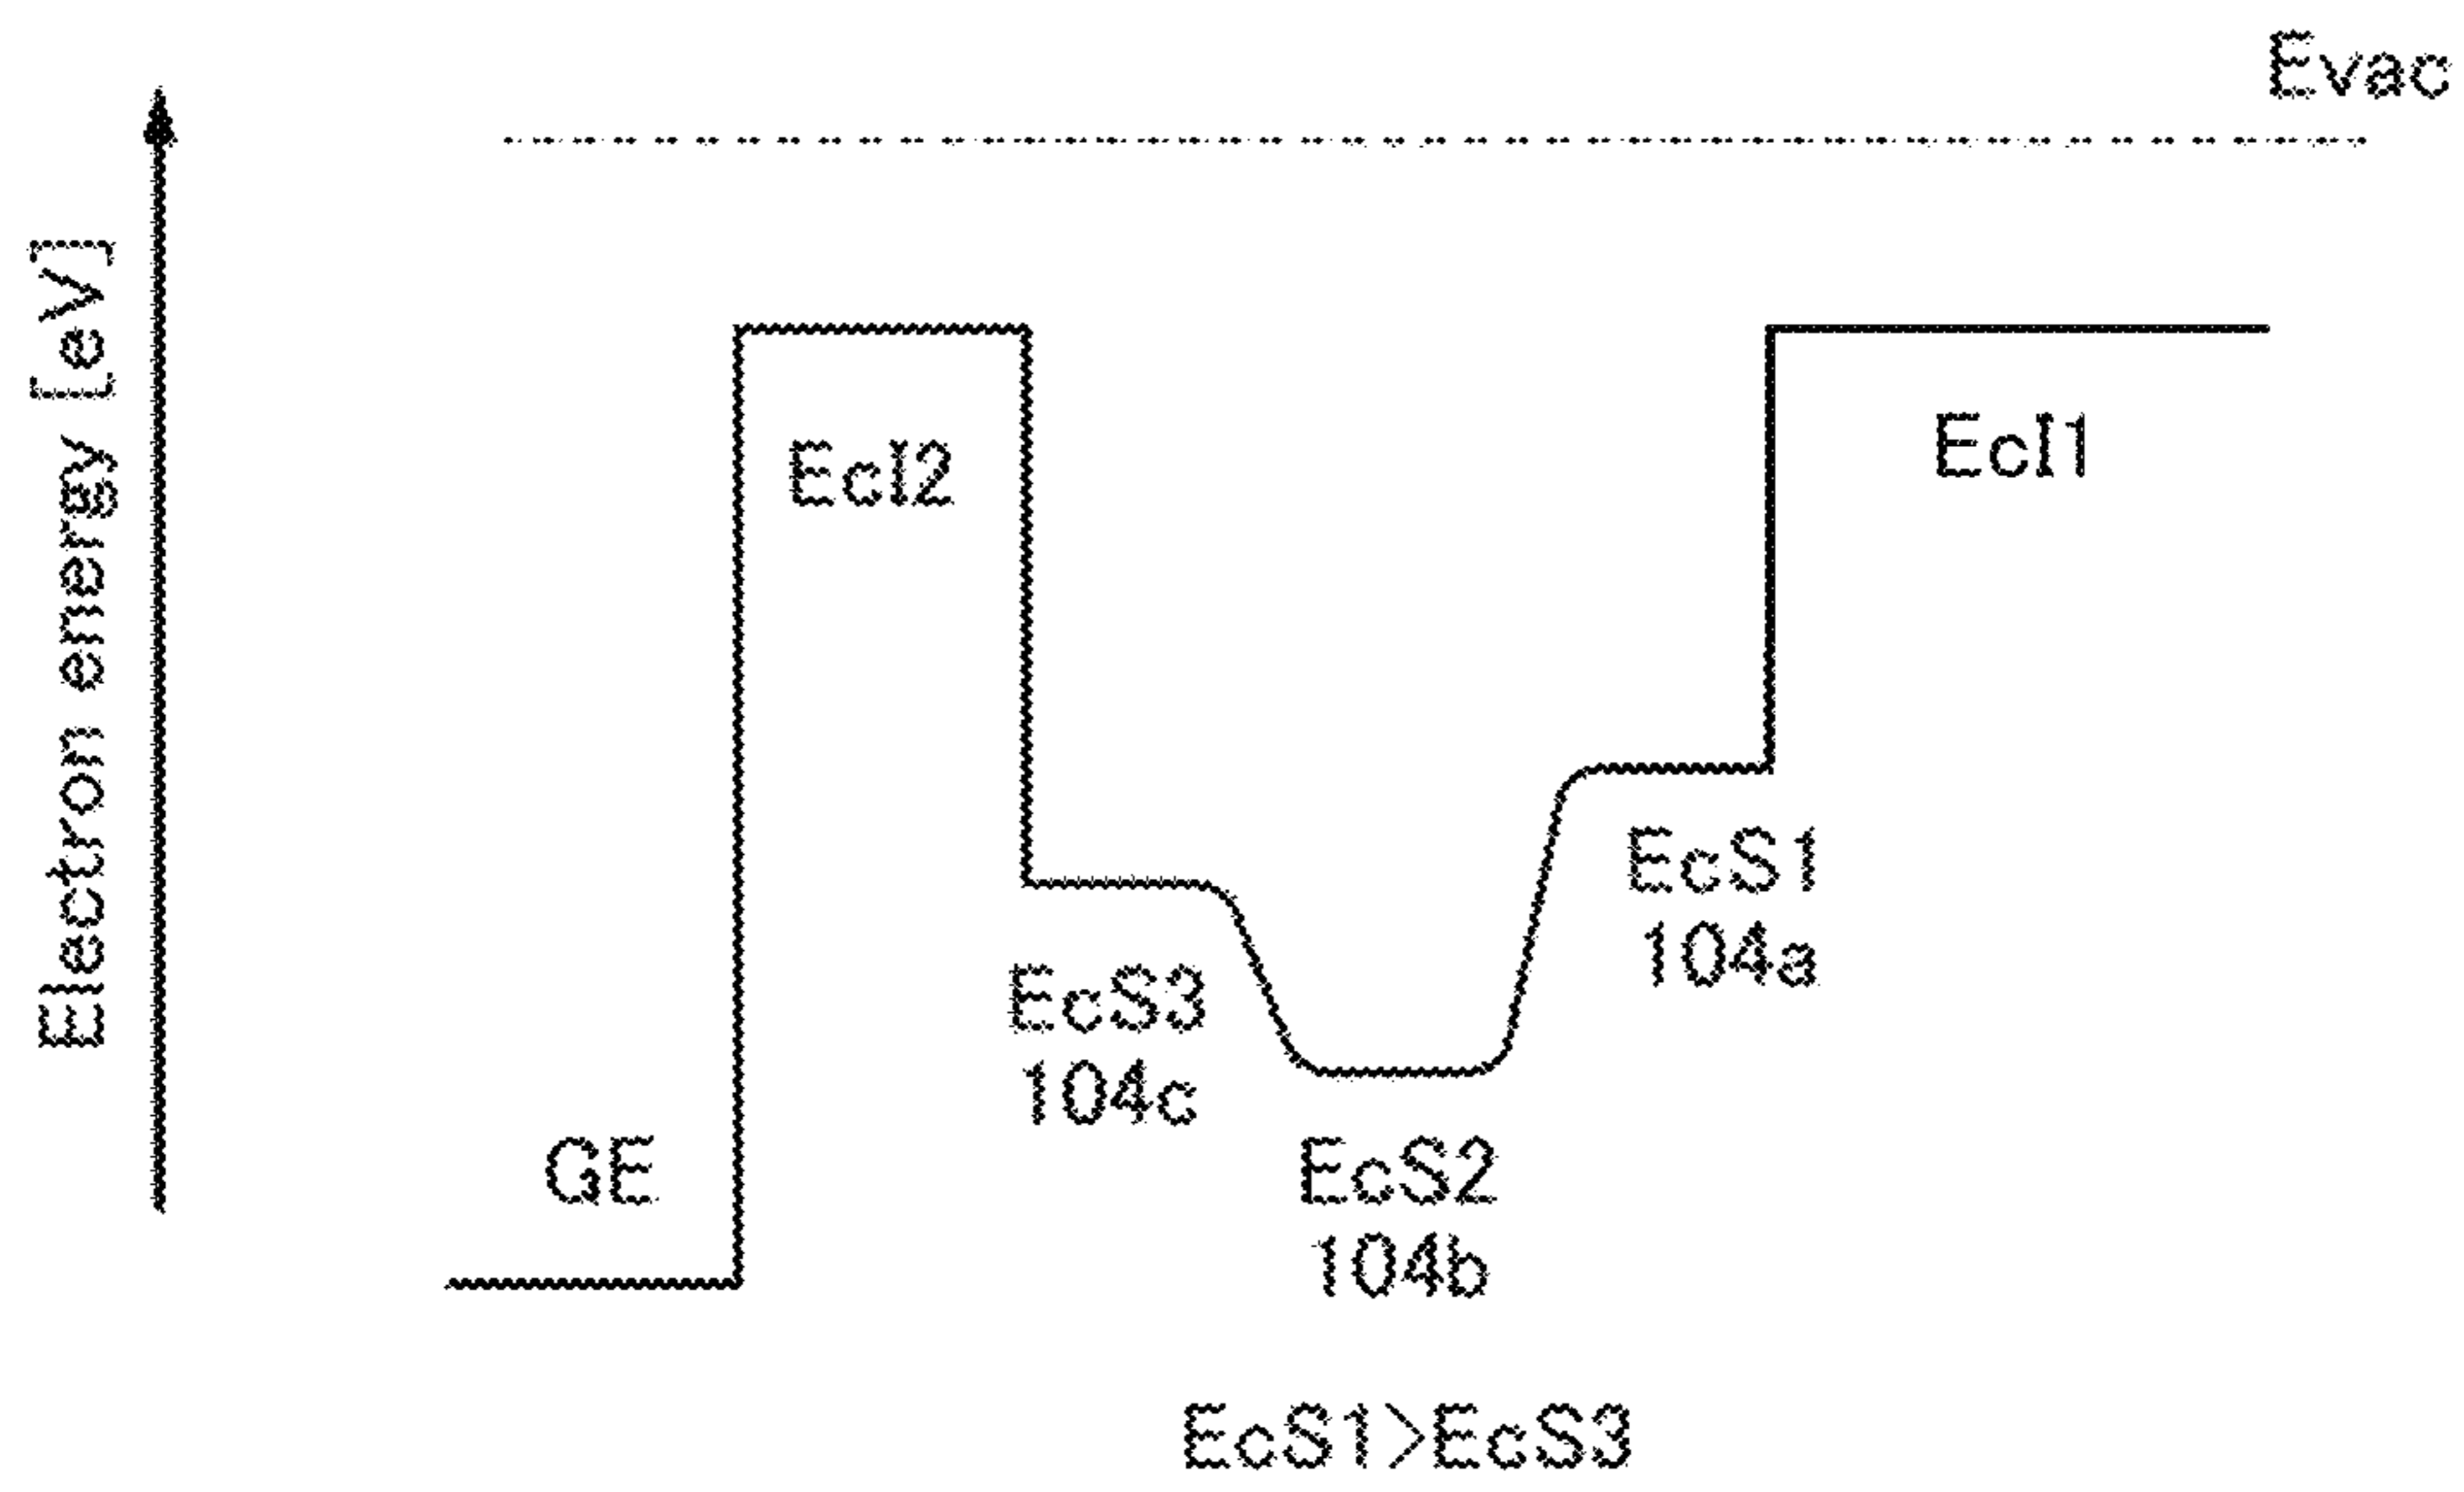 Evac
Electron energy [eV]
EcI2
EcI1
EcS1
104a
EcS3
104c
GE
EcS2
104b
EcS1>EcS3